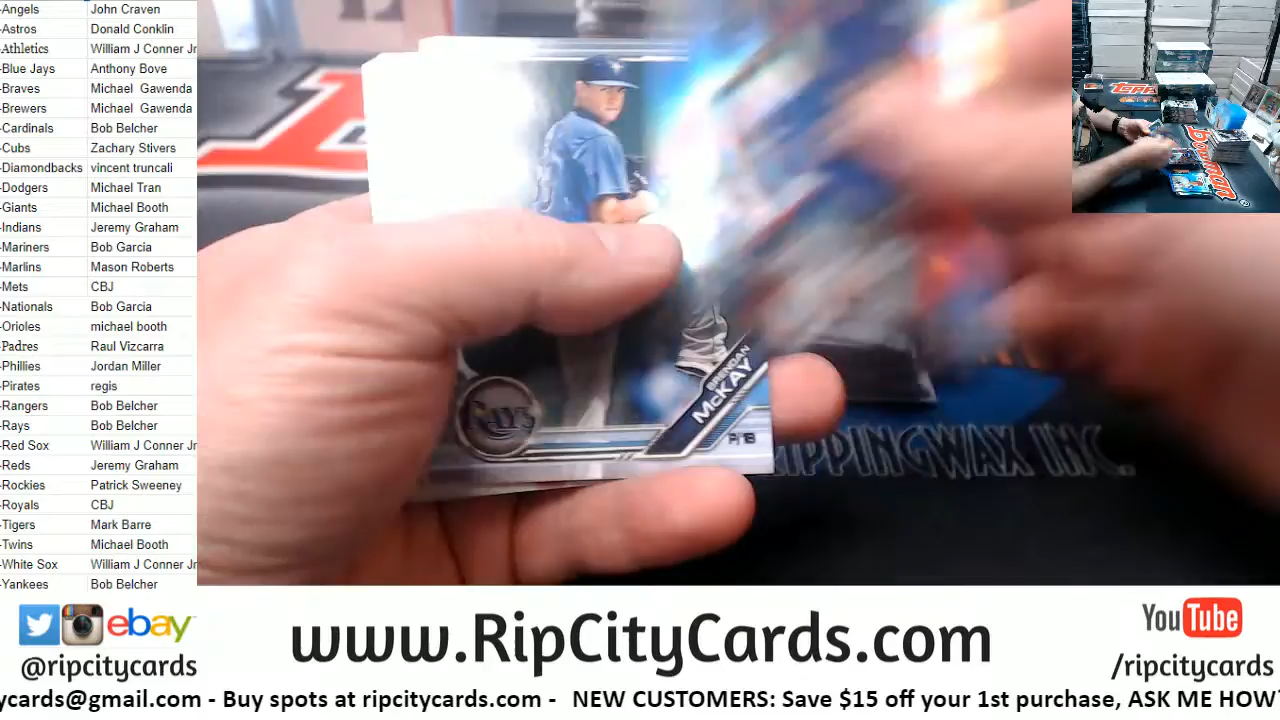 -Angels John Craven
-Astros Donald Conklin
-Athletics William J Conner Jr
-Blue Jays Anthony Bove
-Braves Michael Gawenda
-Brewers Michael Gawenda
-Cardinals Bob Belcher
-Cubs Zachary Stivers
-Diamondbacks vincent truncali
-Dodgers Michael Tran
-Giants Michael Booth
-Indians Jeremy Graham
-Mariners Bob Garcia
-Marlins Mason Roberts
-Mets CBJ
-Nationals Bob Garcia
-Orioles michael booth
-Padres Raul Vizcarra
-Phillies Jordan Miller
-Pirates regis
-Rangers Bob Belcher
-Rays Bob Belcher
-Red Sox William J Conner Jr
-Reds Jeremy Graham
-Rockies Patrick Sweeney
-Royals CBJ
-Tigers Mark Barre
-Twins Michael Booth
-White Sox William J Conner Jr
-Yankees Bob Belcher
TOPPS
Bowman
RAYS
BRENDAN
McKAY
RIPPINGWAX INC.
ebay
@ripcitycards
www.RipCityCards.com
YouTube
/ripcitycards
ycards@gmail.com - Buy spots at ripcitycards.com - NEW CUSTOMERS: Save $15 off your 1st purchase, ASK ME HOW